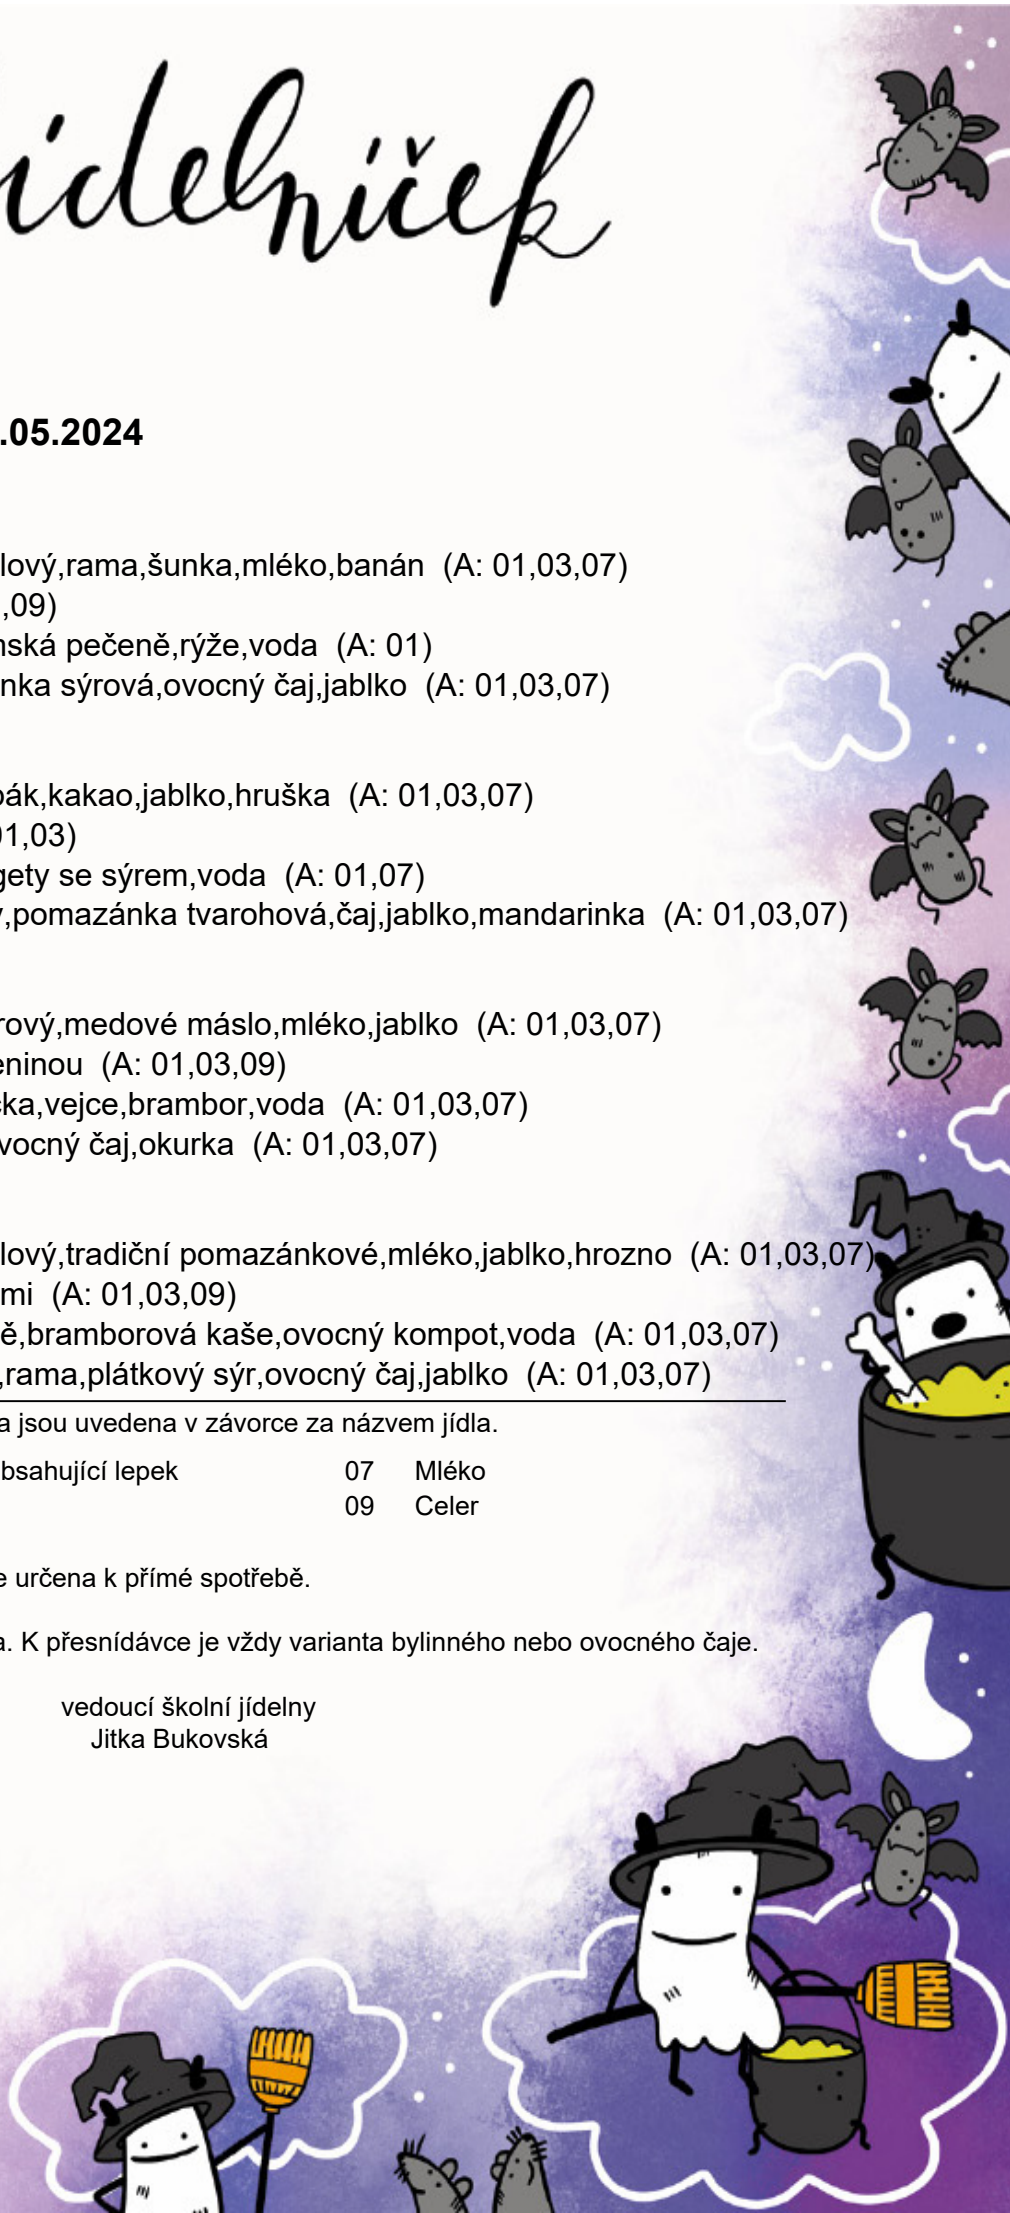 ídelníček
.05.2024
lový,rama,šunka,mléko,banán (A: 01,03,07)
,09)
nská pečeně,rýže,voda (A: 01)
nka sýrová,ovocný čaj,jablko (A: 01,03,07)
pák,kakao,jablko,hruška (A: 01,03,07)
01,03)
gety se sýrem,voda (A: 01,07)
,pomazánka tvarohová,čaj,jablko,mandarinka (A: 01,03,07)
rový,medové máslo,mléko,jablko (A: 01,03,07)
eninou (A: 01,03,09)
čka,vejce,brambor,voda (A: 01,03,07)
vocný čaj,okurka (A: 01,03,07)
lový,tradiční pomazánkové,mléko,jablko,hrozno (A: 01,03,07)
mi (A: 01,03,09)
ě,bramborová kaše,ovocný kompot,voda (A: 01,03,07)
,rama,plátkový sýr,ovocný čaj,jablko (A: 01,03,07)
a jsou uvedena v závorce za názvem jídla.
bsahující lepek 07 Mléko
09 Celer
e určena k přímé spotřebě.
a. K přesnídávce je vždy varianta bylinného nebo ovocného čaje.
vedoucí školní jídelny
Jitka Bukovská